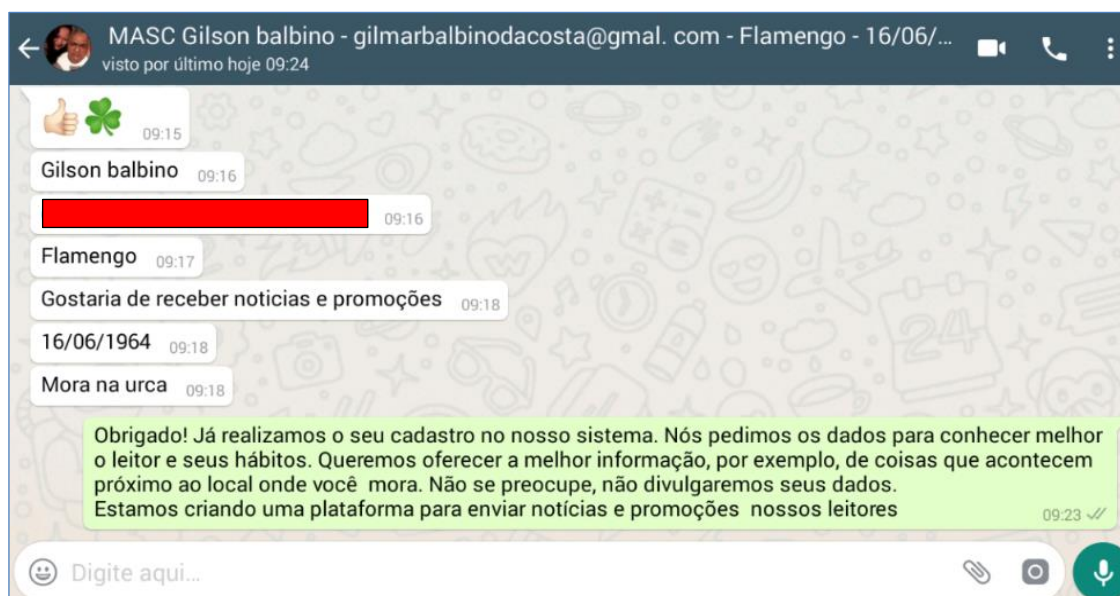 MASC Gilson balbino - gilmarbalbinodacosta@gmal. com - Flamengo - 16/06/...
visto por último hoje 09:24
09:15
Gilson balbino 09:16
09:16
Flamengo 09:17
Gostaria de receber noticias e promoções 09:18
16/06/1964 09:18
Mora na urca 09:18
Obrigado! Já realizamos o seu cadastro no nosso sistema. Nós pedimos os dados para conhecer melhor
o leitor e seus hábitos. Queremos oferecer a melhor informação, por exemplo, de coisas que acontecem
próximo ao local onde você mora. Não se preocupe, não divulgaremos seus dados.
Estamos criando uma plataforma para enviar notícias e promoções nossos leitores 09:23
Digite aqui...